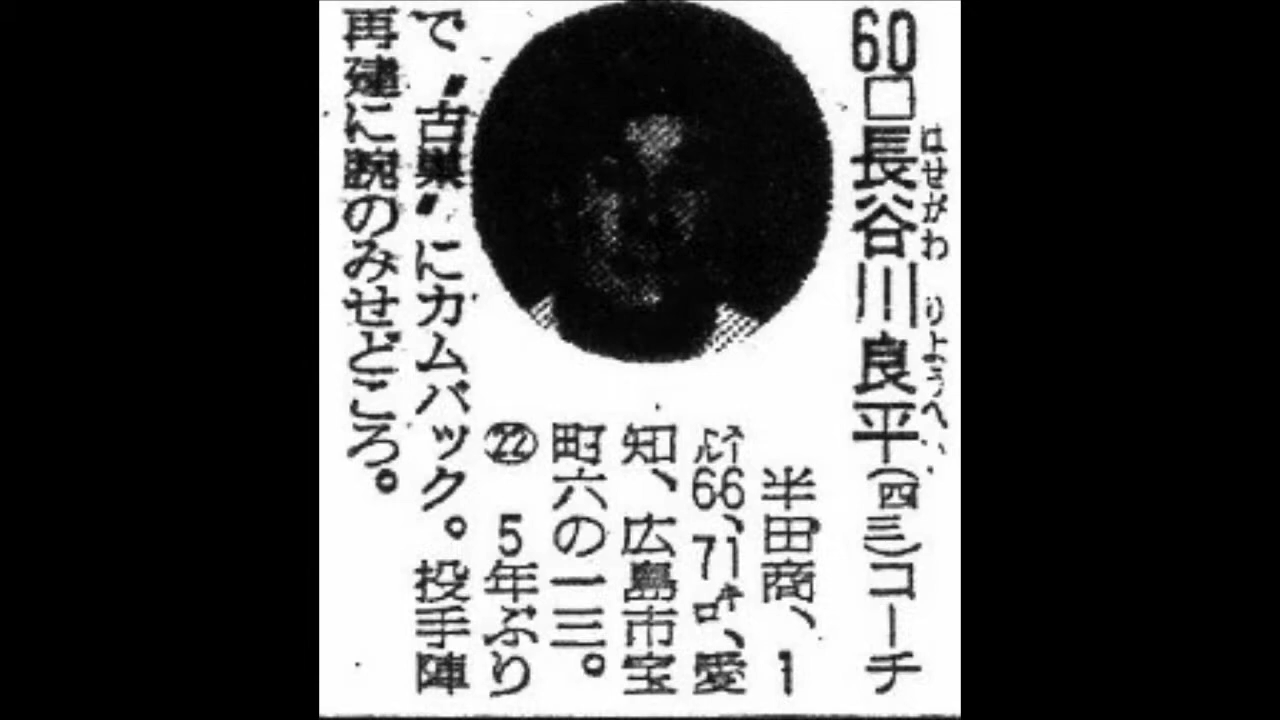 60□長谷川良平(四三)コーチ
はせがわ りようへい
半田商、1
㍍66、71㌔、愛
知、広島市宝
町六の一三。
㉒ 5年ぶり
で〝古巣〟にカムバック。投手陣
再建に腕のみせどころ。